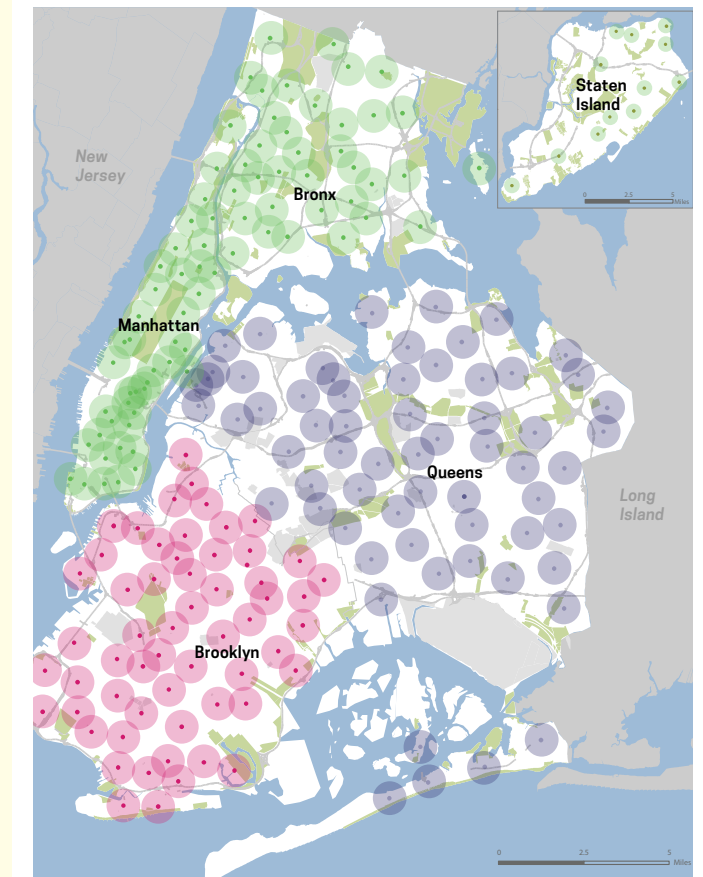 Staten
Island
0
2.5
5
Miles
New
Jersey
Bronx
Manhattan
Queens
Long
Island
Brooklyn
0
2.5
5
Miles